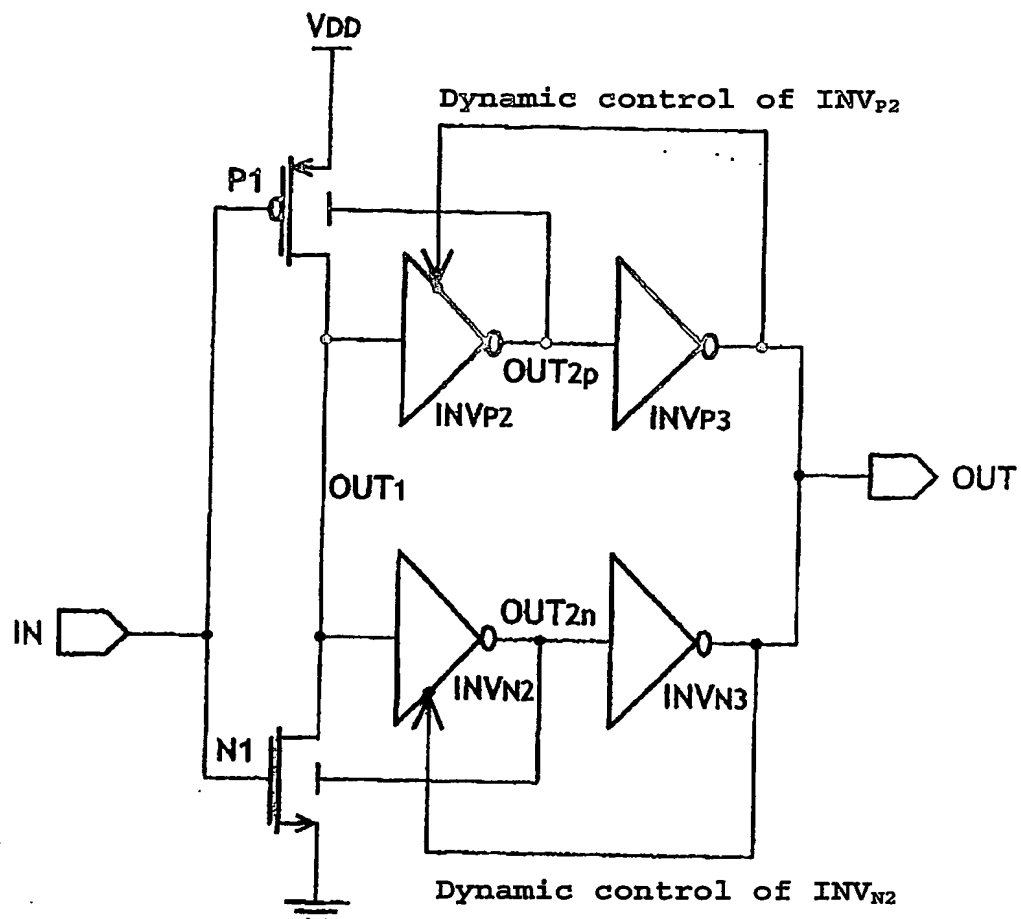 VDD
Dynamic control of INVP2
P1
OUT2p
INVP2
INVP3
OUT1
OUT
IN
OUT2n
INVN2
INVN3
N1
Dynamic control of INVN2